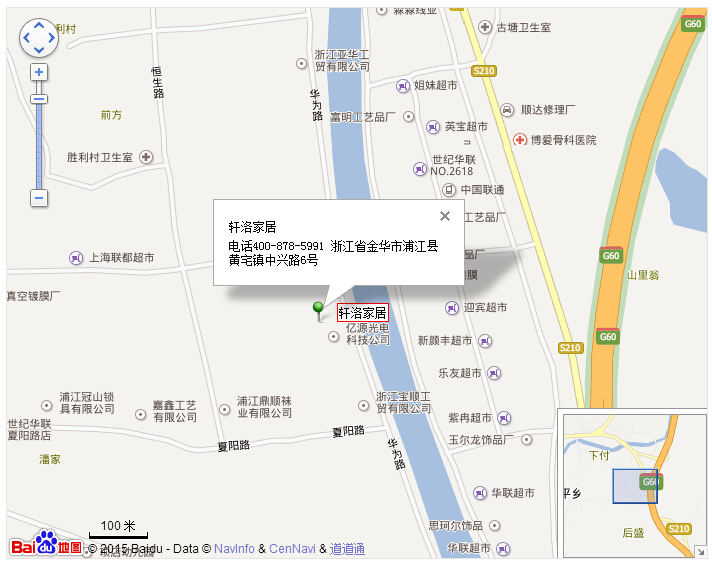 森森线业
G60
利村
古塘卫生室
浙江亚华工
贸有限公司
恒生路
S210
姐妹超市
华为路
前方
富明工艺品厂
顺达修理厂
英宝超市
博爱骨科医院
胜利村卫生室
世纪华联
NO.2618
中国联通
轩洛家居
工艺品厂
电话400-878-5991 浙江省金华市浦江县
黄宅镇中兴路6号
品厂
G60
上海联都超市
膜
山里翁
真空镀膜厂
迎宾超市
轩洛家居
亿源光电
科技公司
新颜丰超市
G60
S210
乐友超市
浦江冠山锁
具有限公司
嘉鑫工艺
有限公司
浦江鼎顺袜
业有限公司
浙江宝顺工
贸有限公司
紫冉超市
世纪华联
夏阳路店
夏阳路
夏阳路
华为路
玉尔龙饰品厂
潘家
下付
G60
平乡
华联超市
100 米
思珂尔饰品
后盛
S210
Baidu地图
© 2015 Baidu - Data © NavInfo & CenNavi & 道道通
华联超市